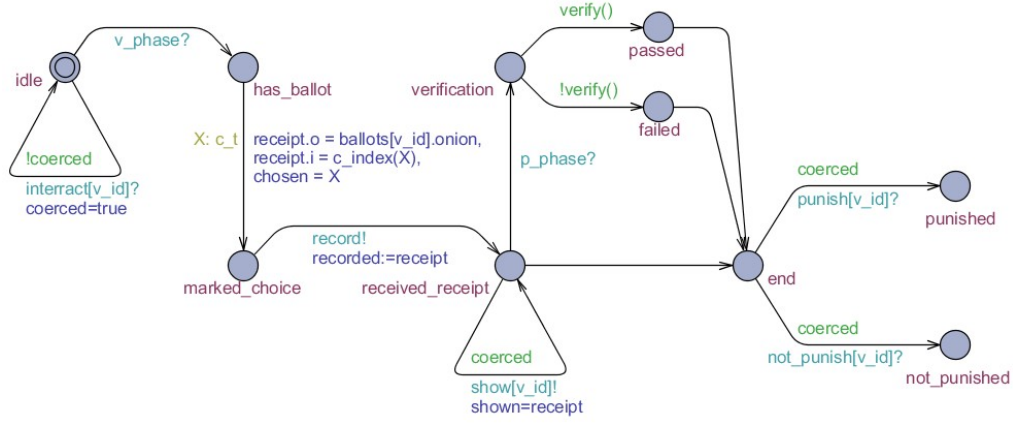 verify()
v_phase?
passed
idle
has_ballot
verification
!verify()
failed
X: c_t
receipt.o = ballots[v_id].onion,
receipt.i = c_index(X),
chosen = X
!coerced
interract[v_id]?
coerced=true
p_phase?
coerced
punish[v_id]?
punished
record!
recorded:=receipt
marked_choice
received_receipt
end
coerced
show[v_id]!
shown=receipt
coerced
not_punish[v_id]?
not_punished